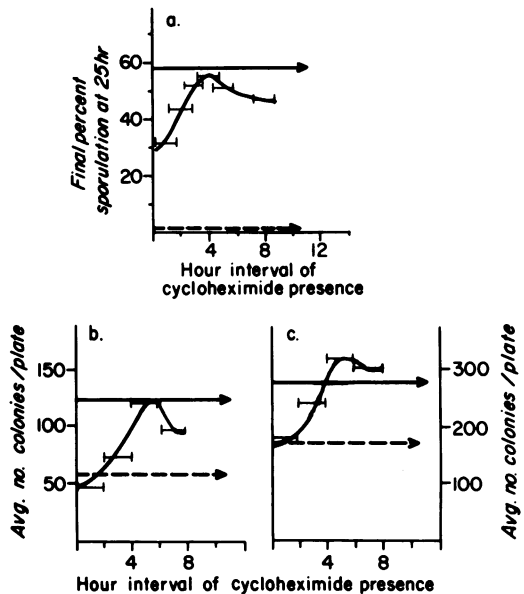 a.
Final percent
sporulation at 25hr
60
40
20
4 8 12
Hour interval of
cycloheximide presence
b.
Avg. no. colonies/plate
150
100
50
4 8
c.
300
200
100
Avg. no. colonies/plate
4 8
Hour interval of cycloheximide presence